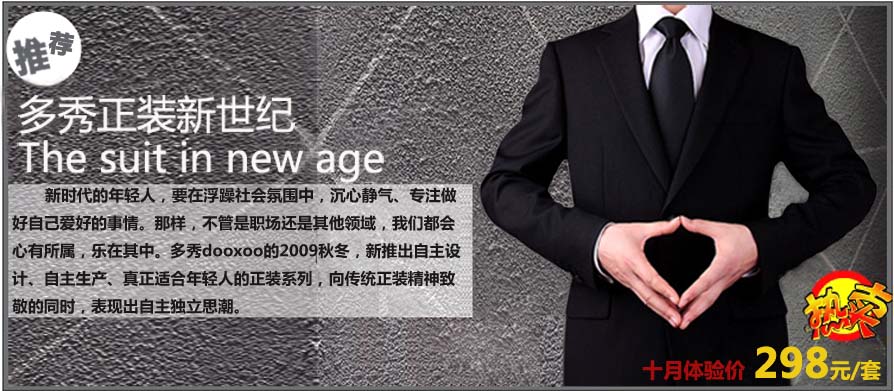 推荐
多秀正装新世纪
The suit in new age
新时代的年轻人，要在浮躁社会氛围中，沉心静气、专注做
好自己爱好的事情。那样，不管是职场还是其他领域，我们都会
心有所属，乐在其中。多秀dooxoo的2009秋冬，新推出自主设
计、自主生产、真正适合年轻人的正装系列，向传统正装精神致
敬的同时，表现出自主独立思潮。
热卖
十月体验价 298元/套